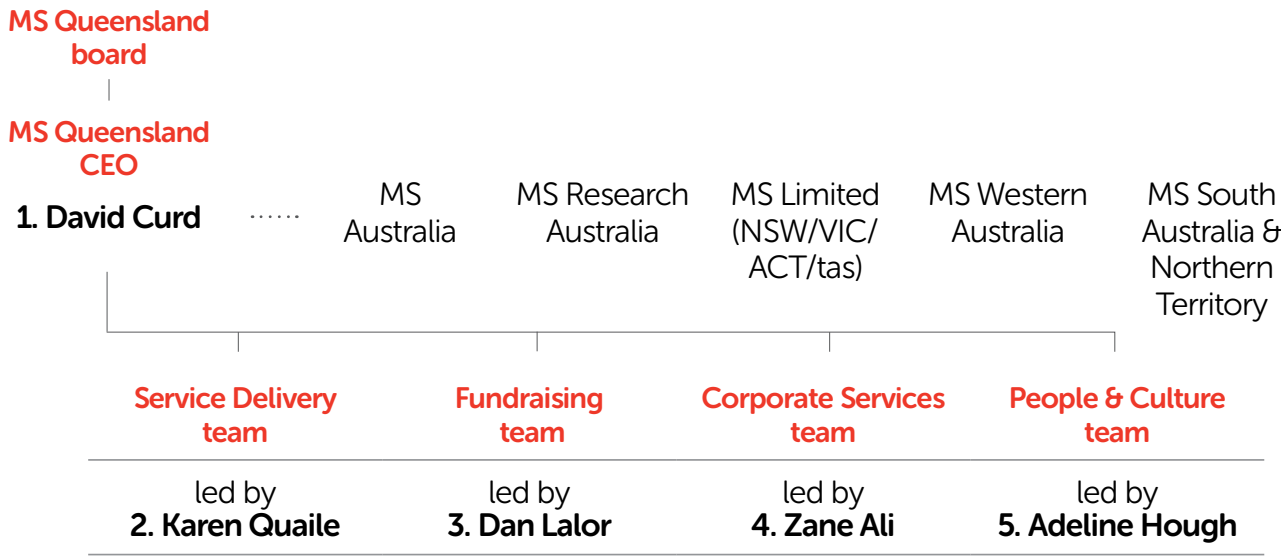 MS Queensland
board
MS Queensland
CEO
1. David Curd
......
MS
Australia
MS Research
Australia
MS Limited
(NSW/VIC/
ACT/tas)
MS Western
Australia
MS South
Australia &
Northern
Territory
Service Delivery
team
Fundraising
team
Corporate Services
team
People & Culture
team
led by
2. Karen Quaile
led by
3. Dan Lalor
led by
4. Zane Ali
led by
5. Adeline Hough